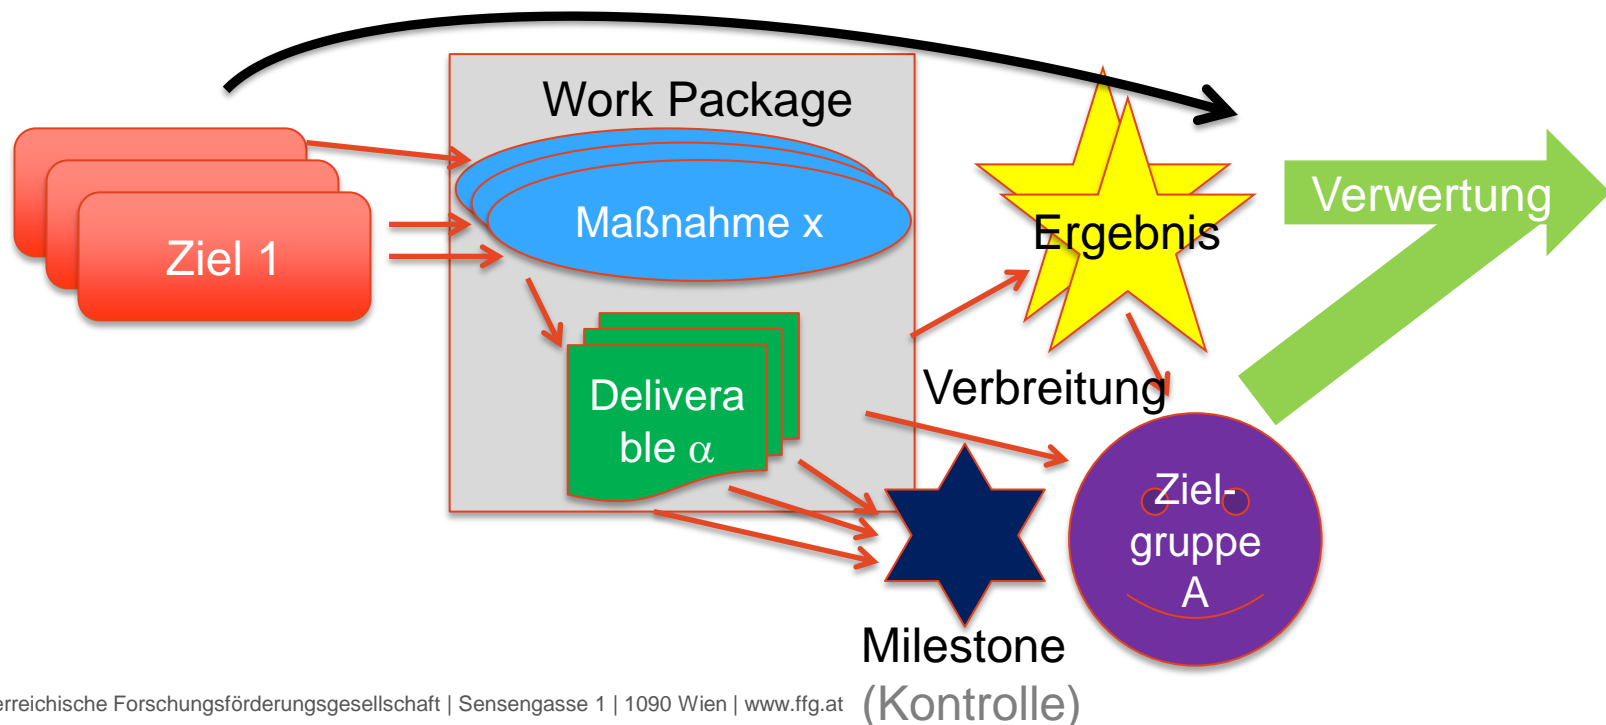 Work Package
Ziel 1
Maßnahme x
Ergebnis
Verwertung
Delivera
ble α
Verbreitung
Ziel-
gruppe
A
Milestone
(Kontrolle)
erreichische Forschungsförderungsgesellschaft | Sensengasse 1 | 1090 Wien | www.ffg.at